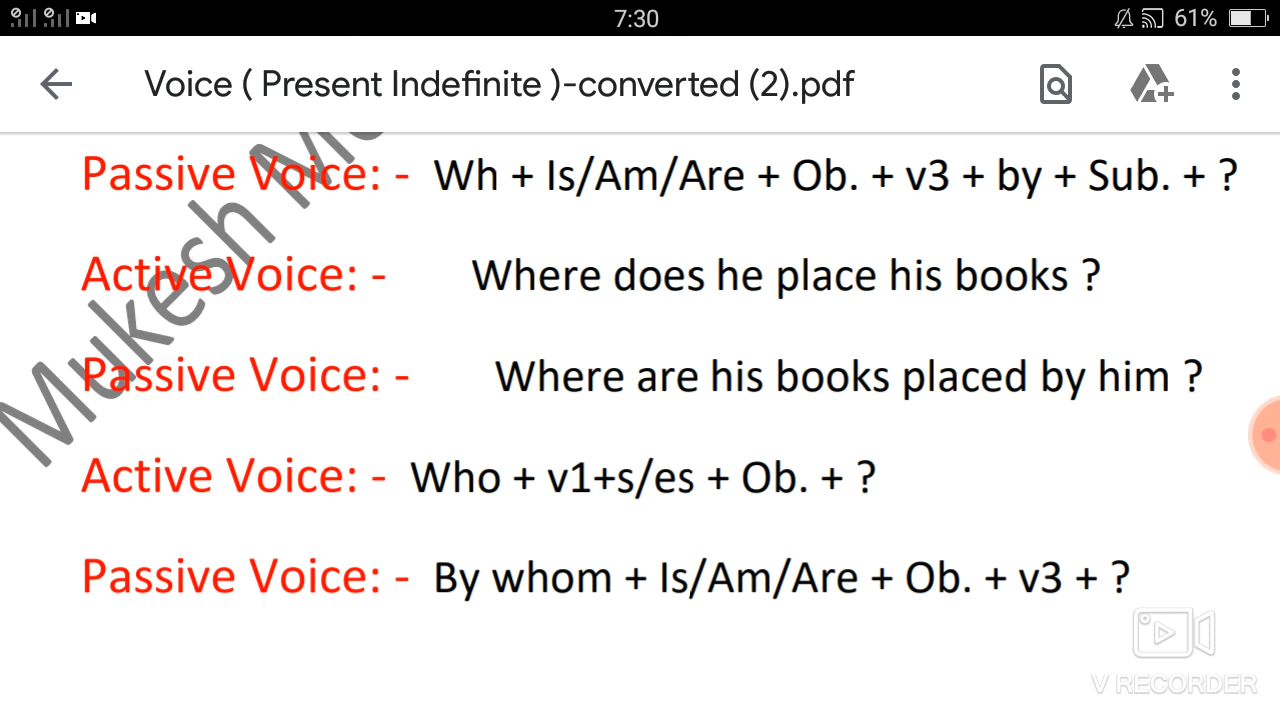 7:30
61%
Voice ( Present Indefinite )-converted (2).pdf
Passive Voice: - Wh + Is/Am/Are + Ob. + v3 + by + Sub. + ?
Active Voice: - Where does he place his books ?
Passive Voice: - Where are his books placed by him ?
Active Voice: - Who + v1+s/es + Ob. + ?
Passive Voice: - By whom + Is/Am/Are + Ob. + v3 + ?
Mukesh
V RECORDER